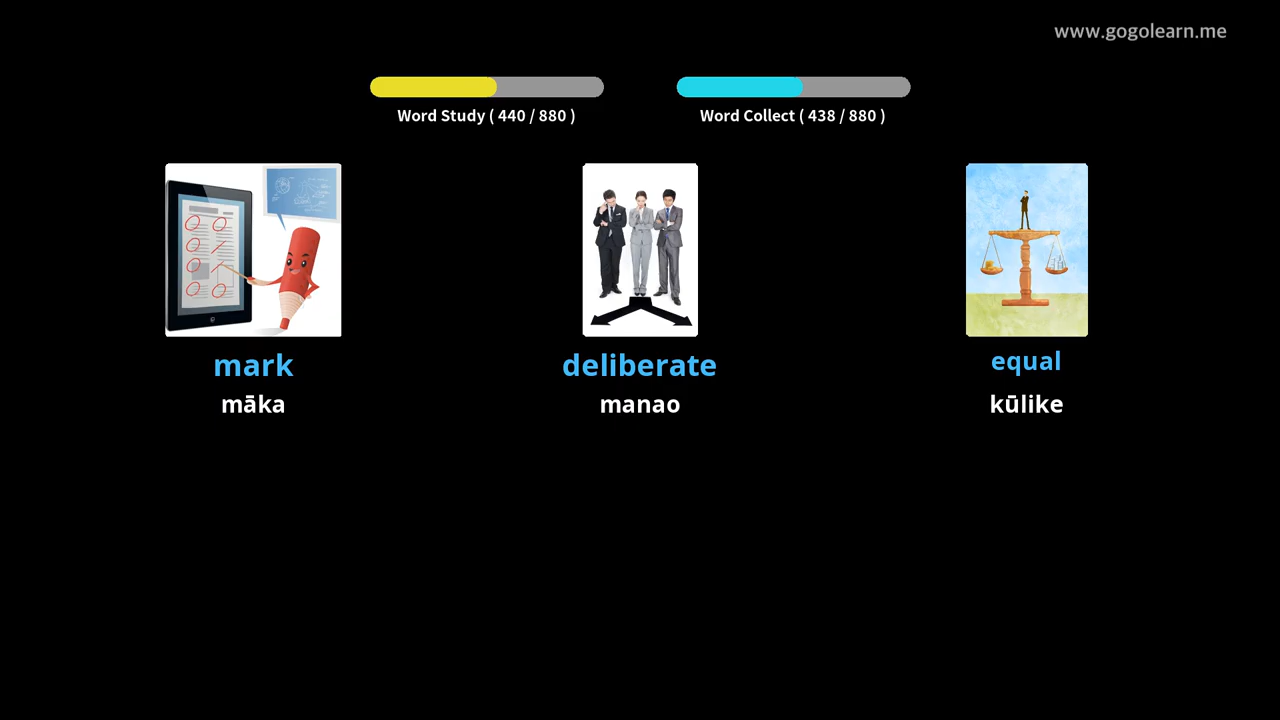 www.gogolearn.me
Word Study ( 440 / 880 )
Word Collect ( 438 / 880 )
mark
māka
deliberate
manao
equal
kūlike